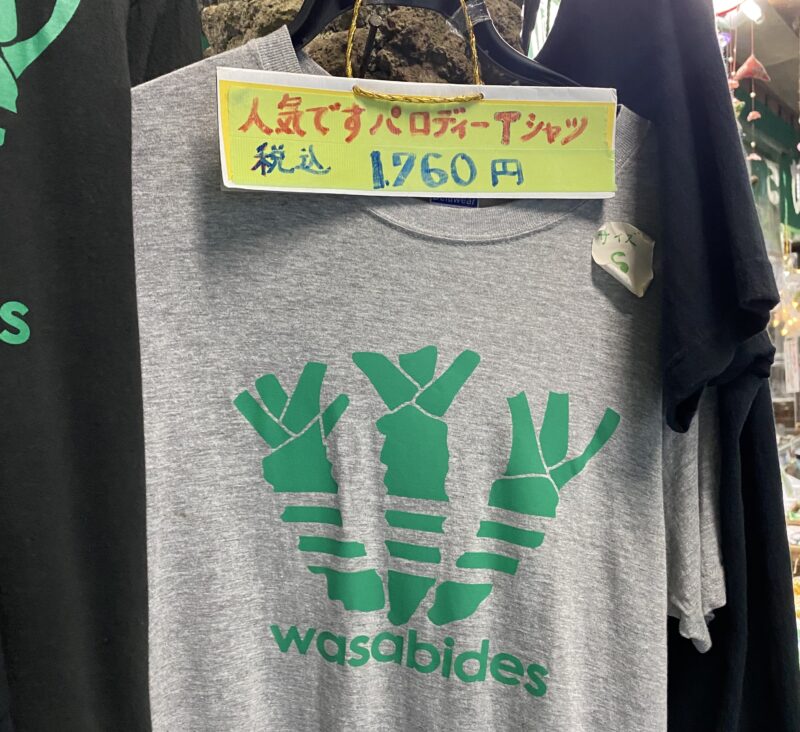 人気ですパロディーTシャツ
税込 1.760円
サイズ
S
wasabides
s